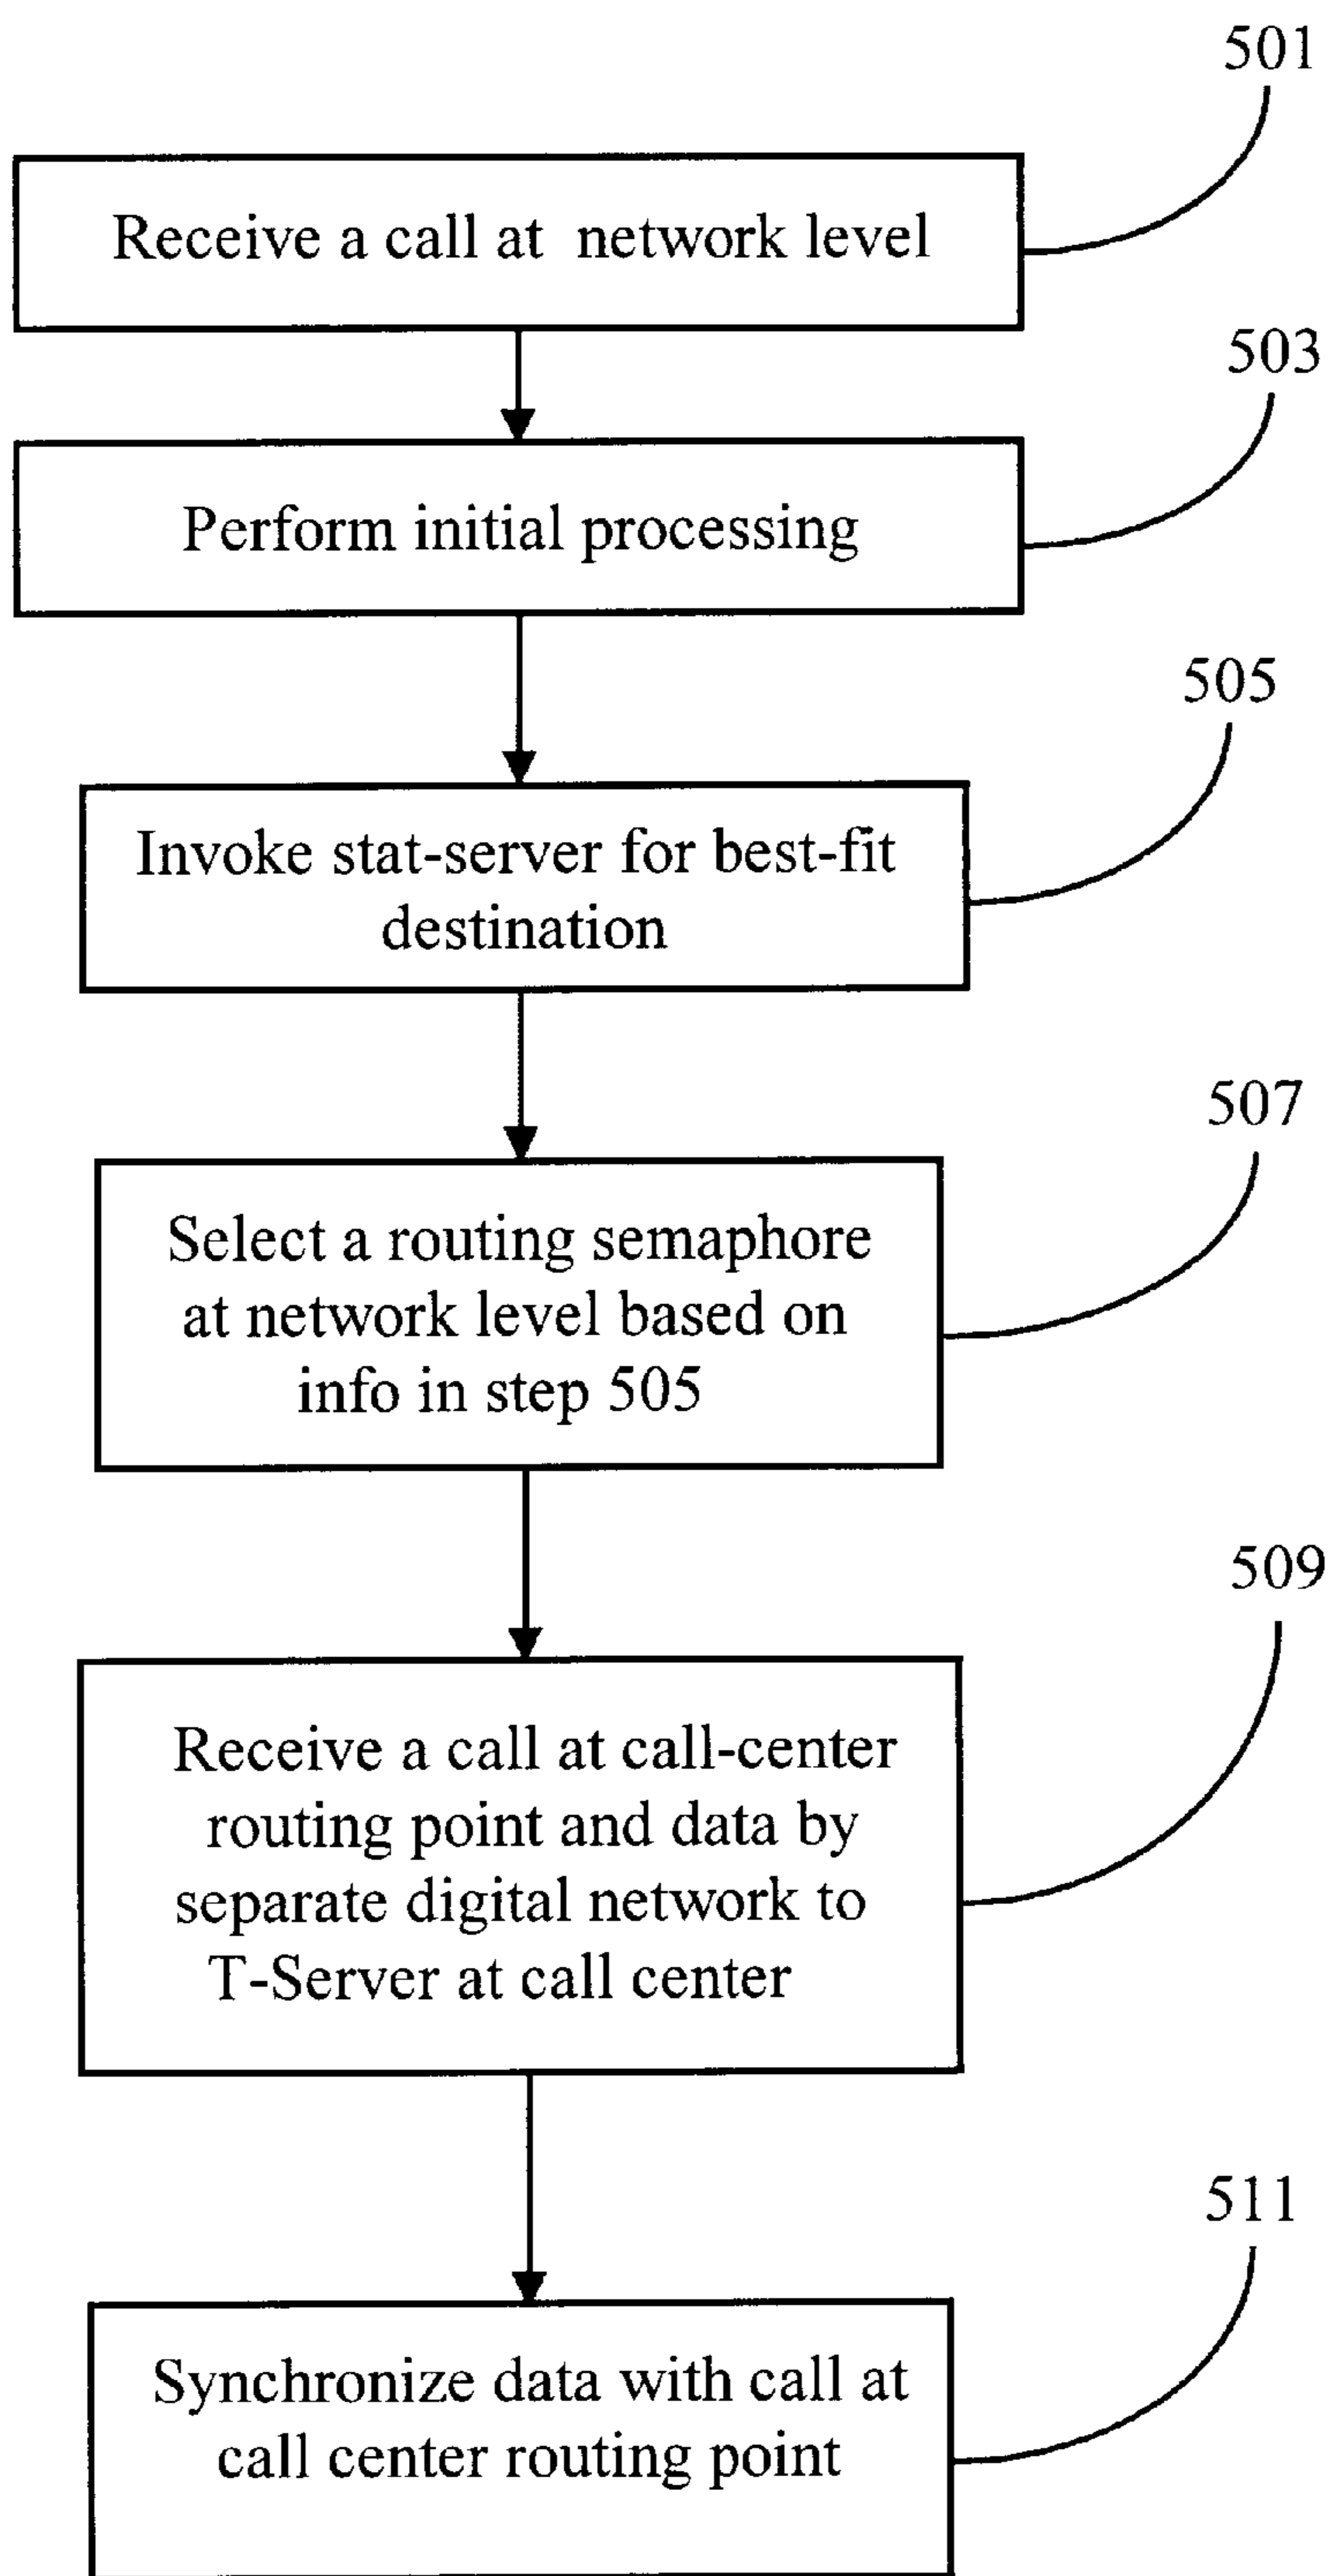 501
Receive a call at network level
503
Perform initial processing
505
Invoke stat-server for best-fit
destination
507
Select a routing semaphore
at network level based on
info in step 505
509
Receive a call at call-center
routing point and data by
separate digital network to
T-Server at call center
511
Synchronize data with call at
call center routing point